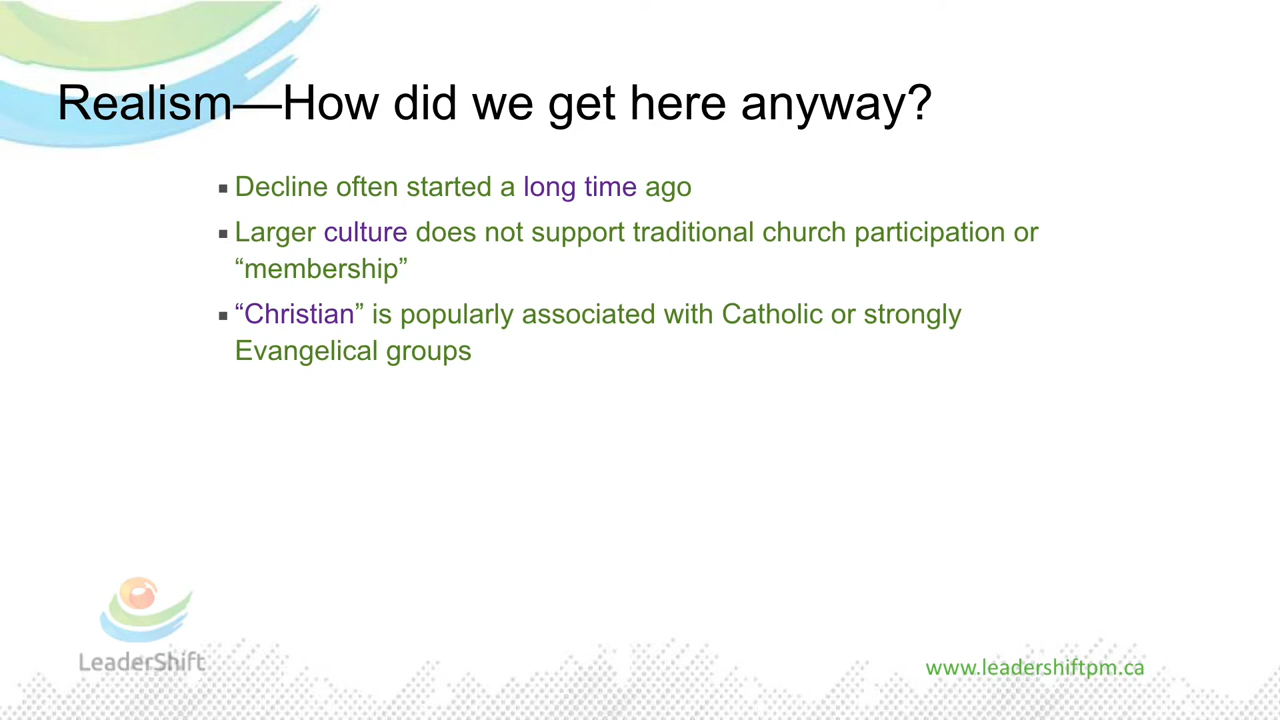 Realism—How did we get here anyway?
▪ Decline often started a long time ago
▪ Larger culture does not support traditional church participation or
“membership”
▪ “Christian” is popularly associated with Catholic or strongly
Evangelical groups
LeaderShift
www.leadershiftpm.ca